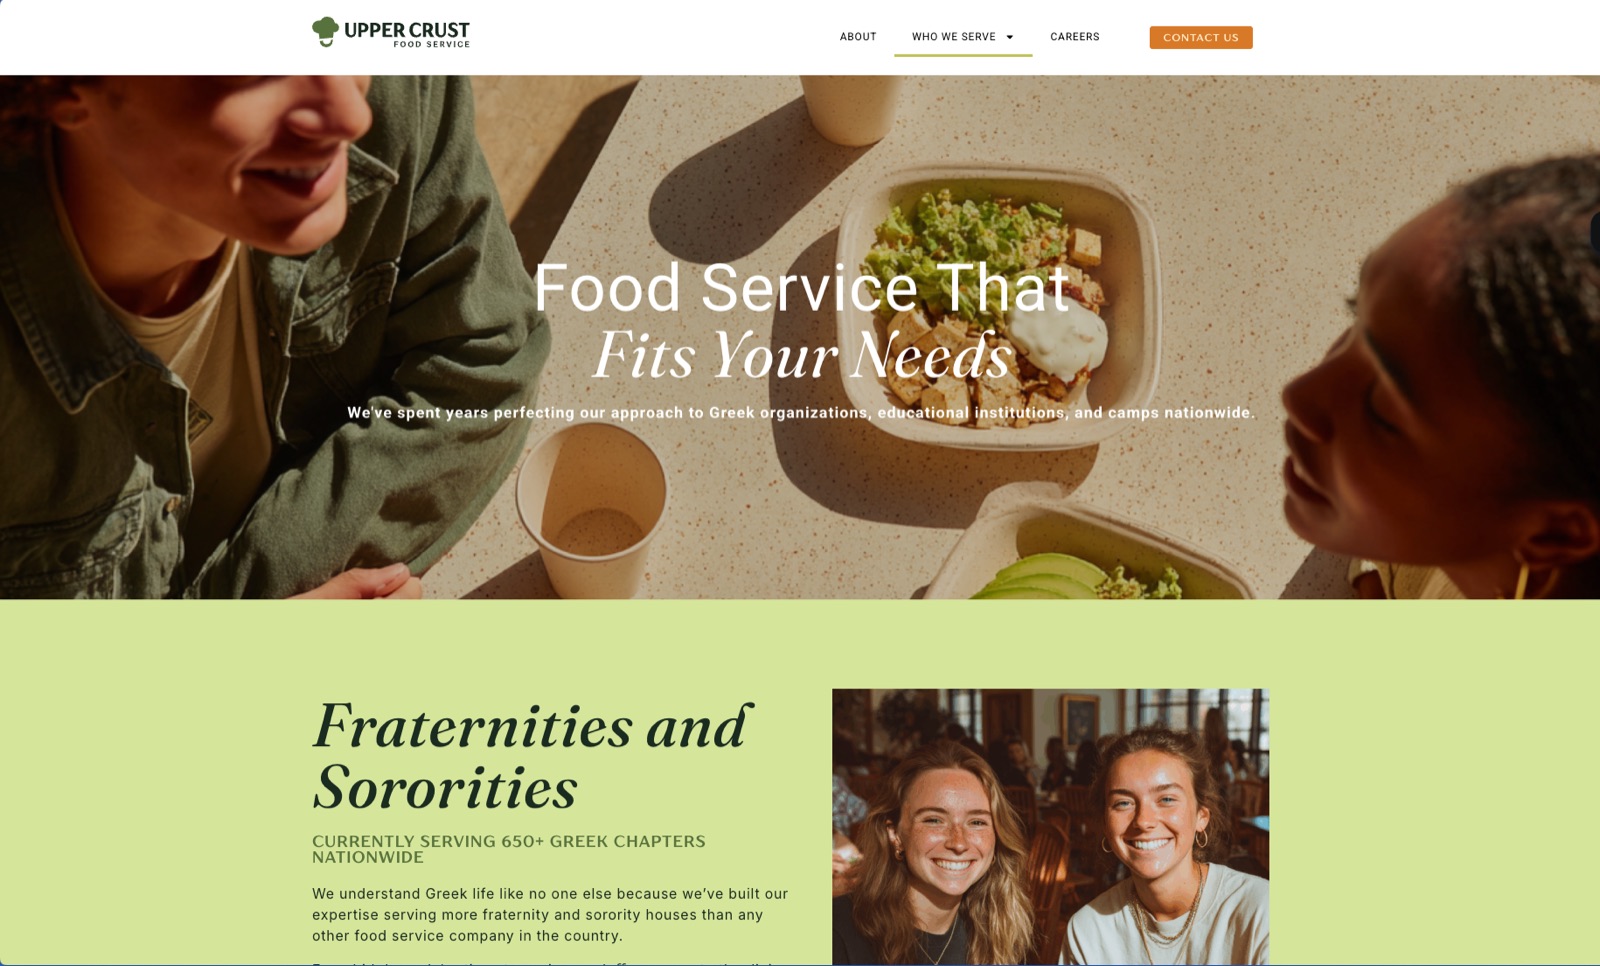 UPPER CRUST
FOOD SERVICE
ABOUT
WHO WE SERVE
CAREERS
CONTACT US
Food Service That
Fits Your Needs
We've spent years perfecting our approach to Greek organizations, educational institutions, and camps nationwide.
Fraternities and
Sororities
CURRENTLY SERVING 650+ GREEK CHAPTERS
NATIONWIDE
We understand Greek life like no one else because we’ve built our
expertise serving more fraternity and sorority houses than any
other food service company in the country.